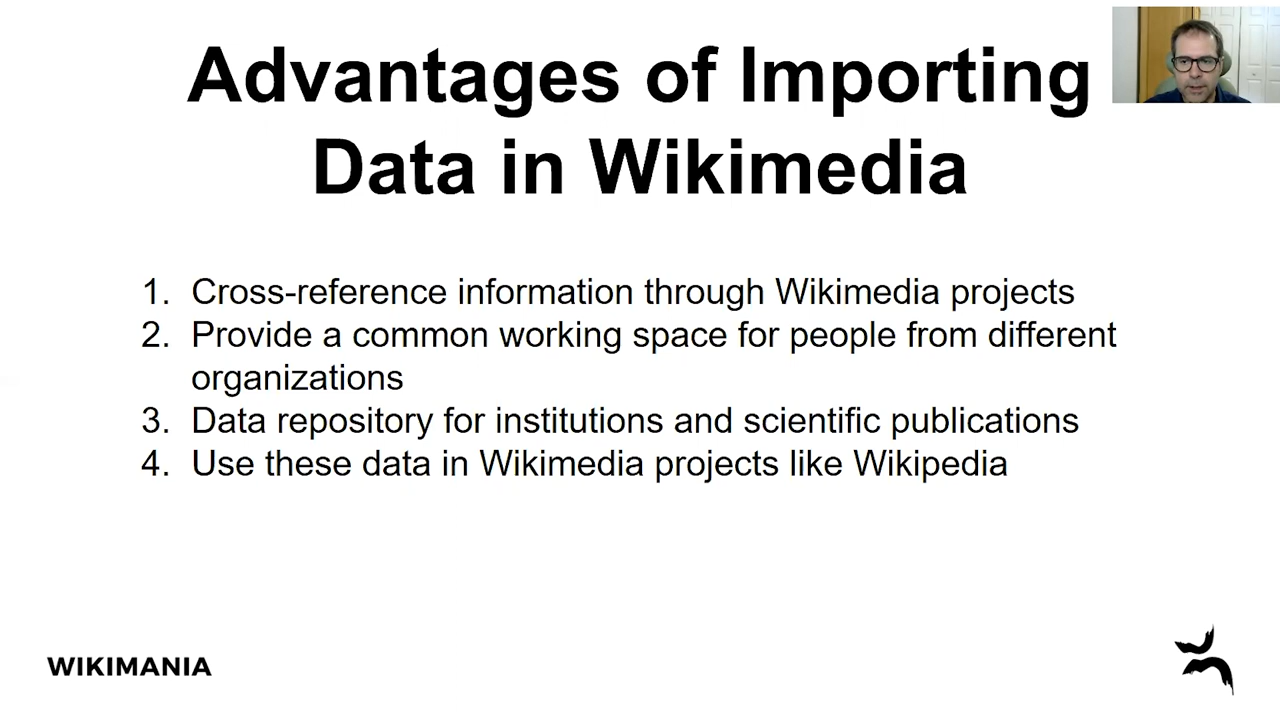 Advantages of Importing
Data in Wikimedia
1. Cross-reference information through Wikimedia projects
2. Provide a common working space for people from different
organizations
3. Data repository for institutions and scientific publications
4. Use these data in Wikimedia projects like Wikipedia
WIKIMANIA